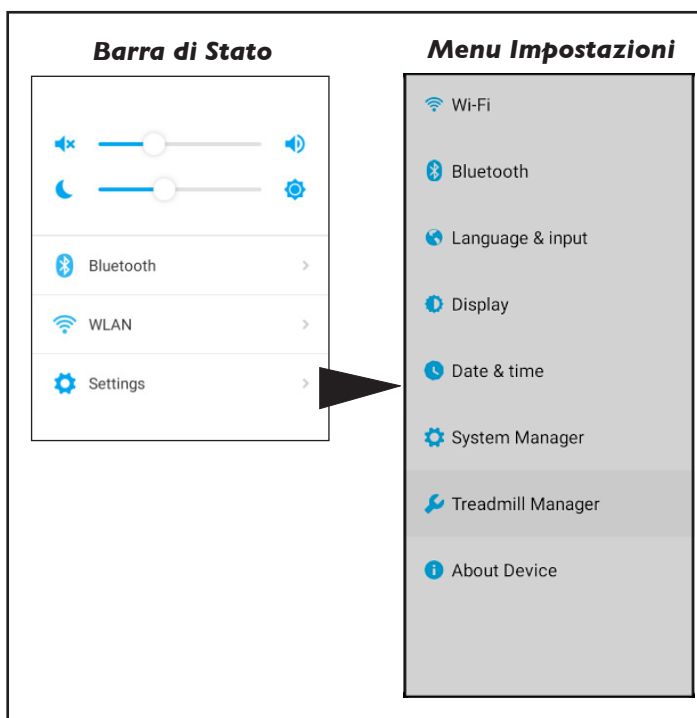 Barra di Stato
Bluetooth
WLAN
Settings
Menu Impostazioni
Wi-Fi
Bluetooth
Language & input
Display
Date & time
System Manager
Treadmill Manager
About Device